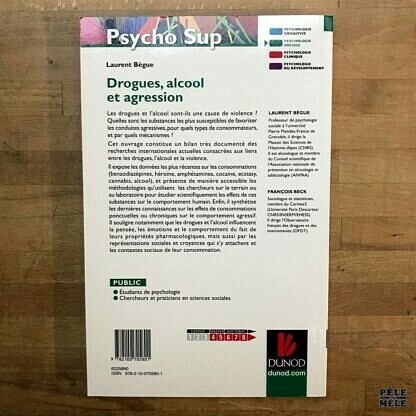 Psycho Sup
PSYCHOLOGIE
COGNITIVE
PSYCHOLOGIE
SOCIALE
PSYCHOLOGIE
CLINIQUE
PSYCHOLOGIE
DU DÉVELOPPEMENT
Laurent Bègue
Drogues, alcool
et agression
Les drogues et l'alcool sont-ils une cause de violence ?
Quelles sont les substances les plus susceptibles de favoriser
les conduites agressives, pour quels types de consommateurs, et
par quels mécanismes ?
Cet ouvrage constitue un bilan très documenté des
recherches internationales actuelles consacrées aux liens
entre les drogues, l'alcool et la violence.
Il expose les données les plus récentes sur les consommations
(benzodiazépines, héroïne, amphétamines, cocaïne, ecstasy,
cannabis, alcool), et présente de manière accessible les
méthodologies qu'utilisent les chercheurs sur le terrain ou
au laboratoire pour étudier scientifiquement les effets de ces
substances sur le comportement humain. Enfin, il synthétise
les dernières connaissances sur les effets de consommations
ponctuelles ou chroniques sur le comportement agressif.
Il souligne notamment que les drogues et l'alcool influencent
la pensée, les émotions et le comportement du fait de
leurs propriétés pharmacologiques, mais aussi par les
représentations sociales et croyances qui s'y attachent et
les contextes sociaux de leur consommation.
LAURENT BÈGUE
Professeur de psychologie
sociale à l'université
Pierre Mendès-France de
Grenoble, il dirige la
Maison des Sciences de
l'Homme Alpes (CNRS).
Il est alcoologue et membre
du Conseil scientifique de
l'Association nationale de
prévention en alcoologie et
addictologie (ANPAA).
FRANÇOIS BECK
Sociologue et statisticien,
membre du Cermes3
(Université Paris Descartes/
CNRS/INSERM/EHESS).
Il dirige l'Observatoire
français des drogues et des
toxicomanies (OFDT).
PUBLIC
Étudiants de psychologie
Chercheurs et praticiens en sciences sociales
LICENCE MASTER DOCTORAT
1 2 3 4 5 6 7 8
9 782100 705801
6225890
ISBN 978-2-10-070580-1
DUNOD
dunod.com
PÊLE
MÊLE